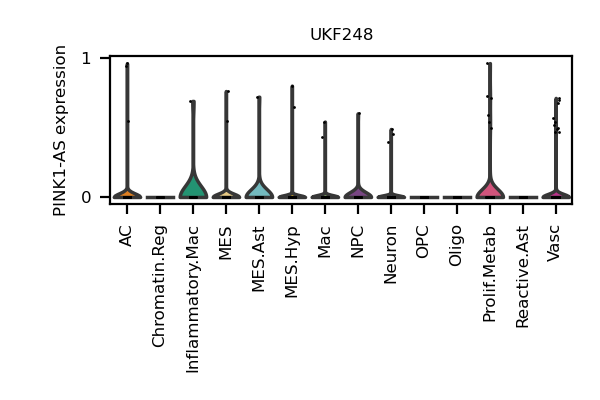 UKF248
PINK1-AS expression
1
0
AC
Chromatin.Reg
Inflammatory.Mac
MES
MES.Ast
MES.Hyp
Mac
NPC
Neuron
OPC
Oligo
Prolif.Metab
Reactive.Ast
Vasc